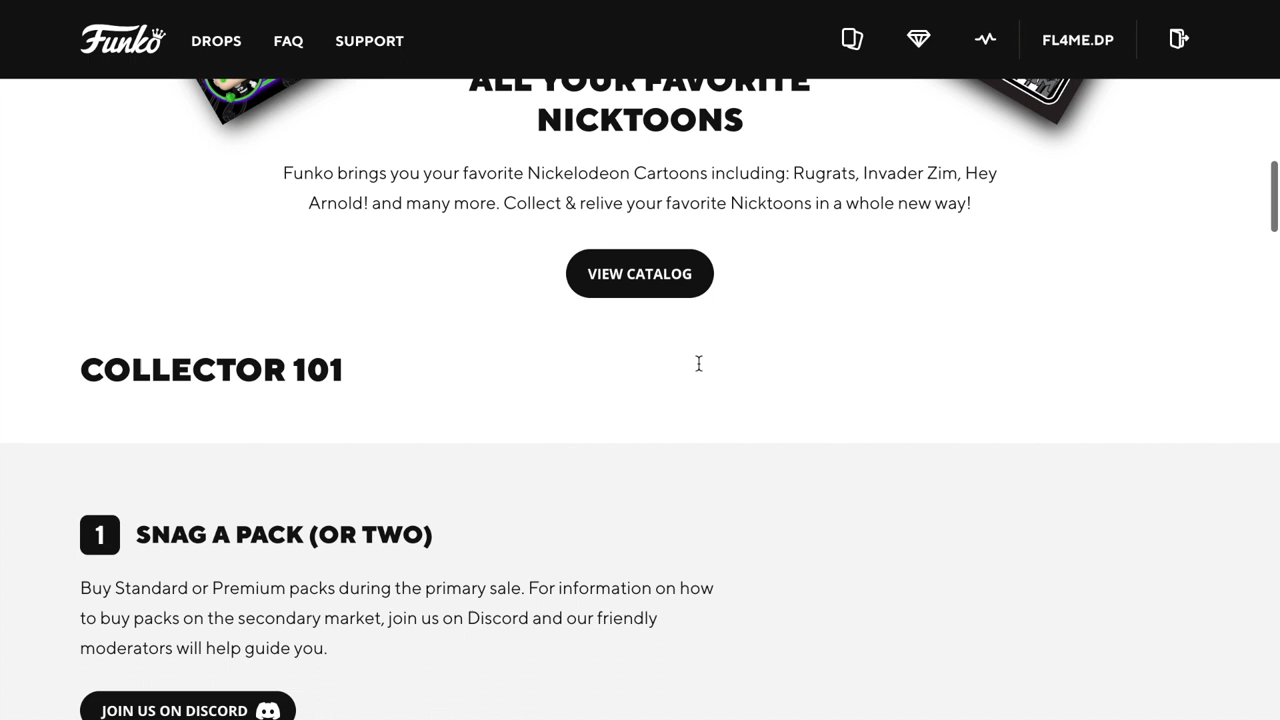 Funko
DROPS
FAQ
SUPPORT
FL4ME.DP
ALL YOUR FAVORITE
NICKTOONS
Funko brings you your favorite Nickelodeon Cartoons including: Rugrats, Invader Zim, Hey
Arnold! and many more. Collect & relive your favorite Nicktoons in a whole new way!
VIEW CATALOG
COLLECTOR 101
1 SNAG A PACK (OR TWO)
Buy Standard or Premium packs during the primary sale. For information on how
to buy packs on the secondary market, join us on Discord and our friendly
moderators will help guide you.
JOIN US ON DISCORD